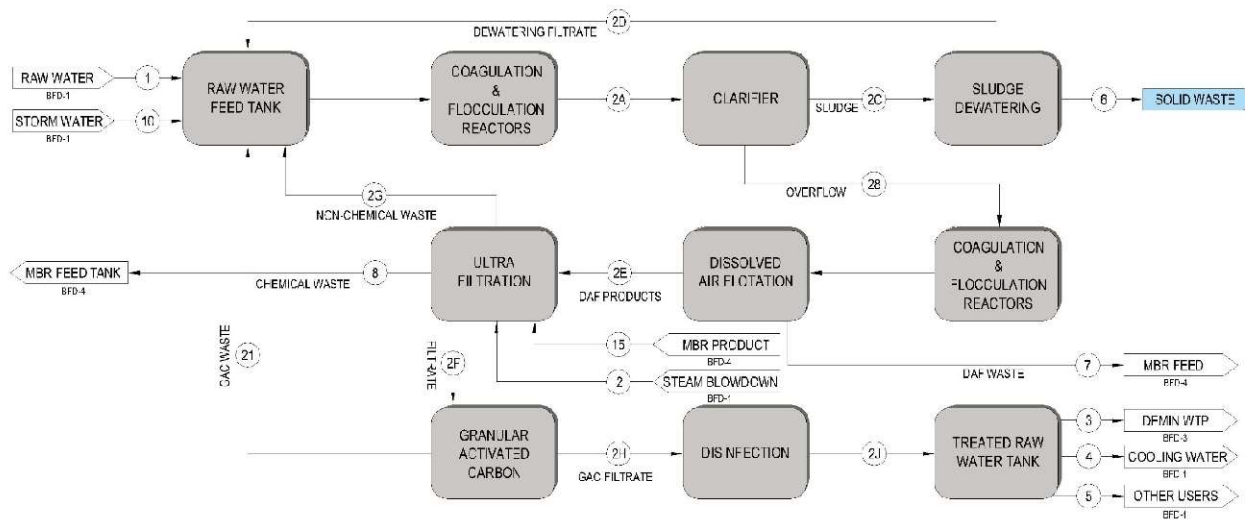 2D
DEWATERING FILTRATE
RAW WATER
BFD-1
1
STORM WATER
BFD-1
10
RAW WATER
FEED TANK
COAGULATION
&
FLOCCULATION
REACTORS
2A
CLARIFIER
SLUDGE
2C
SLUDGE
DEWATERING
6
SOLID WASTE
2G
NON-CHEMICAL WASTE
28
OVERFLOW
MBR FEED TANK
BFD-4
CHEMICAL WASTE
8
ULTRA
FILTRATION
2E
DAF PRODUCTS
DISSOLVED
AIR FLOTATION
COAGULATION
&
FLOCCULATION
REACTORS
GAC WASTE
21
FILTRATE
2F
15
MBR PRODUCT
BFD-4
2
STEAM BLOWDOWN
BFD-1
DAF WASTE
7
MBR FEED
BFD-4
GRANULAR
ACTIVATED
CARBON
2H
GAC FILTRATE
DISINFECTION
2J
TREATED RAW
WATER TANK
3
DEMIN WTP
BFD-3
4
COOLING WATER
BFD-1
5
OTHER USERS
BFD-1